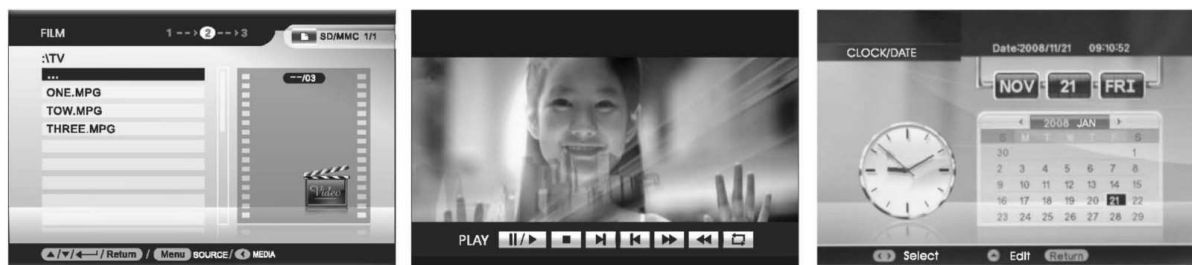 FILM 1 --> 2 --> 3 SD/MMC 1/1
:\TV
...
--/03
ONE.MPG
TOW.MPG
THREE.MPG
Video
▲/▼/←/Return / Menu SOURCE / MEDIA
PLAY
CLOCK/DATE
Date:2008/11/21 09:10:52
NOV 21 FRI
2008 JAN
S M T W T F S
30 1
2 3 4 5 6 7 8
9 10 11 12 13 14 15
16 17 18 19 20 21 22
23 24 25 26 27 28 29
Select Edit Return